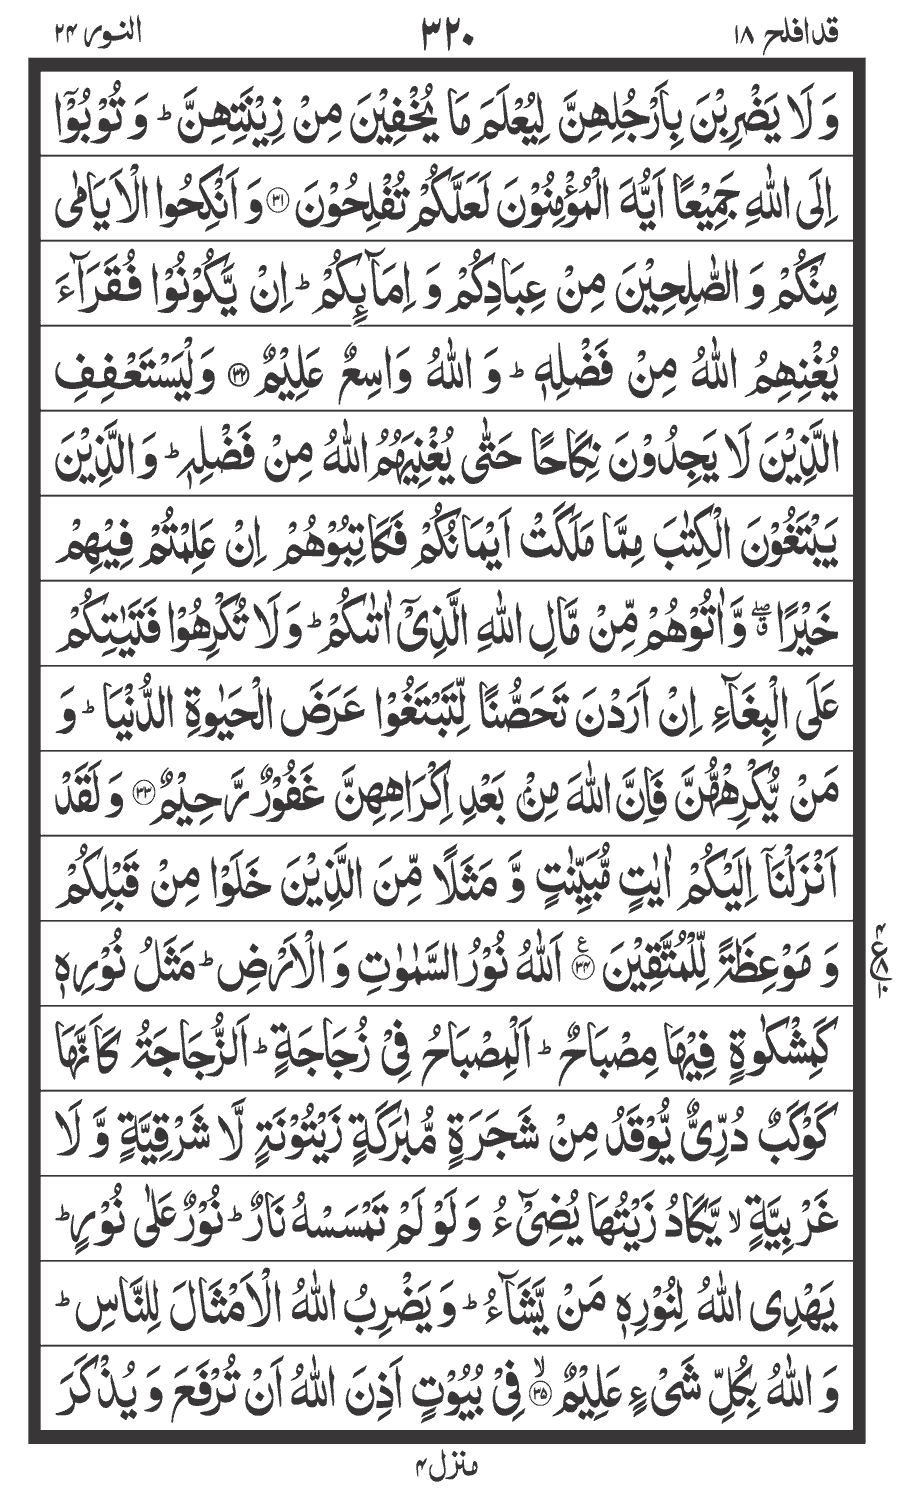 قد افلح ۱۸ ۳۲۰ النور ۲۴
وَ لَا يَضۡرِبۡنَ بِاَرۡجُلِهِنَّ لِيُعۡلَمَ مَا يُخۡفِيۡنَ مِنۡ زِيۡنَتِهِنَّ‌ ؕ وَ تُوۡبُوۡۤا
اِلَى اللّٰهِ جَمِيۡعًا اَيُّهَ الۡمُؤۡمِنُوۡنَ لَعَلَّكُمۡ تُفۡلِحُوۡنَ ﴿۳۱﴾ وَ اَنۡكِحُوا الۡاَيَامٰى
مِنۡكُمۡ وَ الصّٰلِحِيۡنَ مِنۡ عِبَادِكُمۡ وَ اِمَآٮِٕكُمۡ‌ ؕ اِنۡ يَّكُوۡنُوۡا فُقَرَآءَ
يُغۡنِهِمُ اللّٰهُ مِنۡ فَضۡلِهٖ‌ ؕ وَ اللّٰهُ وَاسِعٌ عَلِيۡمٌ ﴿۳۲﴾ وَلۡيَسۡتَعۡفِفِ
الَّذِيۡنَ لَا يَجِدُوۡنَ نِكَاحًا حَتّٰى يُغۡنِيَهُمُ اللّٰهُ مِنۡ فَضۡلِهٖ‌ ؕ وَ الَّذِيۡنَ
يَبۡتَغُوۡنَ الۡكِتٰبَ مِمَّا مَلَكَتۡ اَيۡمَانُكُمۡ فَكَاتِبُوۡهُمۡ اِنۡ عَلِمۡتُمۡ فِيۡهِمۡ
خَيۡرًا ‌ۖ ق وَّ اٰتُوۡهُمۡ مِّنۡ مَّالِ اللّٰهِ الَّذِىۡۤ اٰتٰٮكُمۡ‌ ؕ وَ لَا تُكۡرِهُوۡا فَتَيٰتِكُمۡ
عَلَى الۡبِغَآءِ اِنۡ اَرَدۡنَ تَحَصُّنًا لِّتَبۡتَغُوۡا عَرَضَ الۡحَيٰوةِ الدُّنۡيَا‌ ؕ وَ
مَنۡ يُّكۡرِهْهُّنَّ فَاِنَّ اللّٰهَ مِنۡۢ بَعۡدِ اِكۡرَاهِهِنَّ غَفُوۡرٌ رَّحِيۡمٌ ﴿۳۳﴾ وَ لَقَدۡ
اَنۡزَلۡنَاۤ اِلَيۡكُمۡ اٰيٰتٍ مُّبَيِّنٰتٍ وَّ مَثَلًا مِّنَ الَّذِيۡنَ خَلَوۡا مِنۡ قَبۡلِكُمۡ
وَ مَوۡعِظَةً لِّلۡمُتَّقِيۡنَ ﴿۳۴﴾ ع اَللّٰهُ نُوۡرُ السَّمٰوٰتِ وَ الۡاَرۡضِ‌ ؕ مَثَلُ نُوۡرِهٖ
كَمِشۡكٰوةٍ فِيۡهَا مِصۡبَاحٌ‌ ؕ اَلۡمِصۡبَاحُ فِىۡ زُجَاجَةٍ‌ ؕ اَلزُّجَاجَةُ كَاَنَّهَا
كَوۡكَبٌ دُرِّىٌّ يُّوۡقَدُ مِنۡ شَجَرَةٍ مُّبٰرَكَةٍ زَيۡتُوۡنَةٍ لَّا شَرۡقِيَّةٍ وَّ لَا
غَرۡبِيَّةٍ ۙ يَّكَادُ زَيۡتُهَا يُضِىۡٓءُ وَ لَوۡ لَمۡ تَمۡسَسۡهُ نَارٌ‌ ؕ نُوۡرٌ عَلٰى نُوۡرٍ‌ ؕ
يَهۡدِى اللّٰهُ لِنُوۡرِهٖ مَنۡ يَّشَآءُ‌ ؕ وَ يَضۡرِبُ اللّٰهُ الۡاَمۡثَالَ لِلنَّاسِ‌ ؕ
وَ اللّٰهُ بِكُلِّ شَىۡءٍ عَلِيۡمٌ ۙ‏ ﴿۳۵﴾ فِىۡ بُيُوۡتٍ اَذِنَ اللّٰهُ اَنۡ تُرۡفَعَ وَ يُذۡكَرَ
منزل ۴